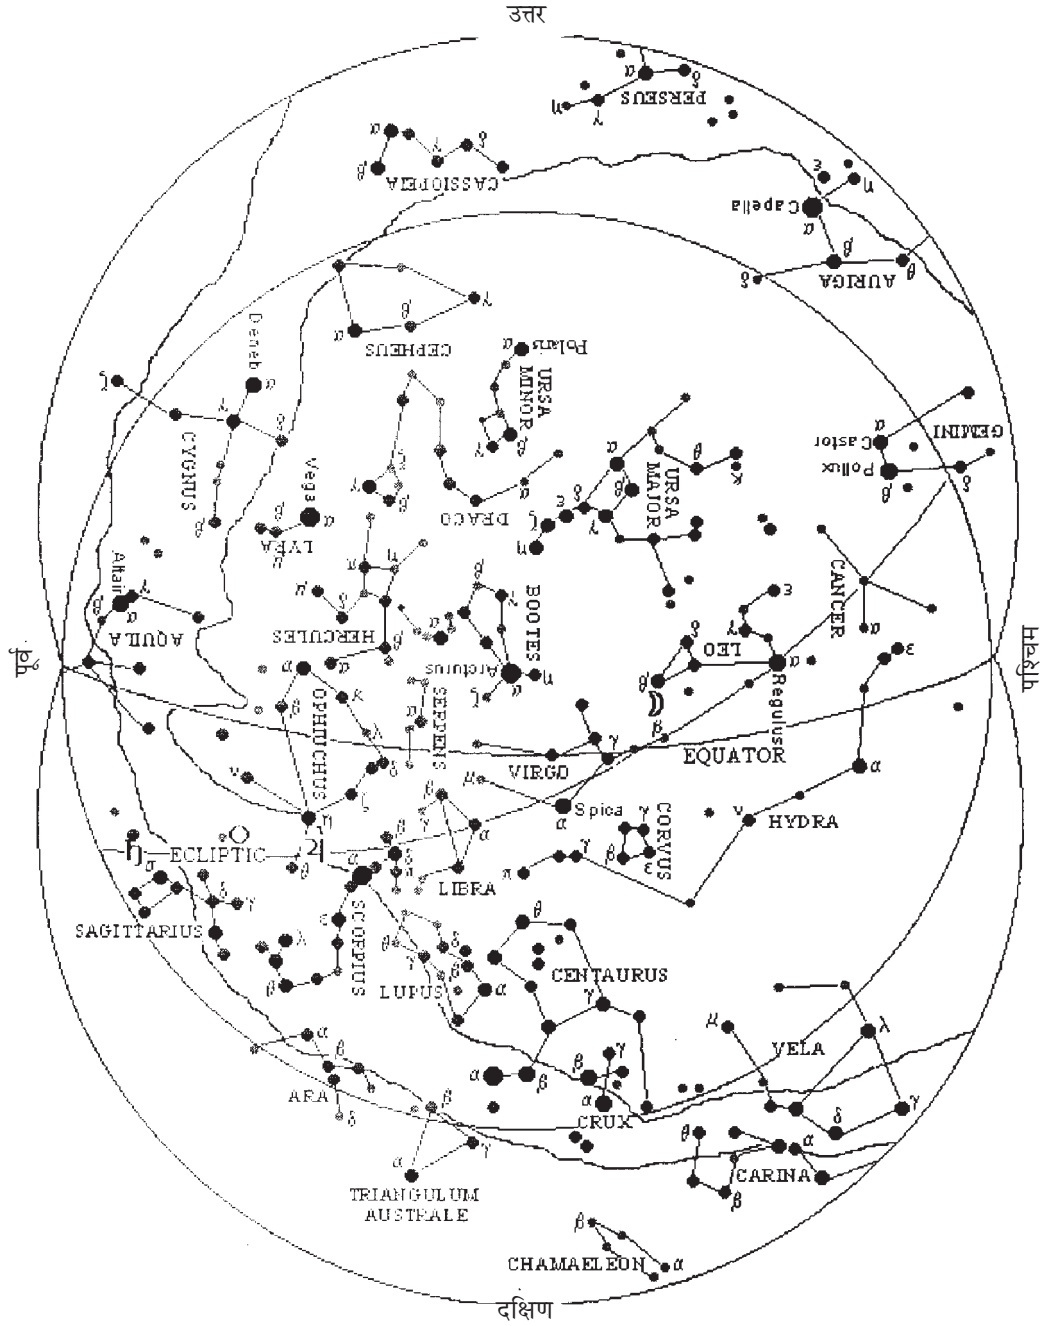 उत्तर
PERSEUS
α
δ
γ
η
CASSIOPEIA
α
β
γ
δ
Capella
α
ε
η
β
θ
δ
AURIGA
CEPHEUS
α
β
γ
Polaris
α
URSA
MINOR
β
γ
Deneb
α
γ
δ
ζ
β
CYGNUS
Vega
α
β
LYRA
DRACO
α
γ
β
ζ
URSA
MAJOR
α
β
γ
δ
ε
ζ
η
θ
κ
Castor
α
Pollux
β
δ
GEMINI
CANCER
α
LEO
ε
γ
δ
β
α
Regulus
BOOTES
β
γ
Arcturus
α
η
ζ
HERCULES
π
η
μ
δ
β
α
Altair
α
β
γ
AQUILA
पूर्व
पश्चिम
OPHIUCHUS
α
β
κ
λ
δ
ν
ζ
η
θ
SERPENS
α
VIRGO
γ
β
μ
Spica
α
EQUATOR
ε
α
HYDRA
ν
γ
π
CORVUS
γ
β
ε
LIBRA
β
γ
α
ECLIPTIC
SAGITTARIUS
α
δ
γ
SCORPIUS
α
β
δ
π
ε
λ
θ
LUPUS
θ
γ
δ
β
α
CENTAURUS
θ
γ
α
β
VELA
μ
λ
γ
δ
ARA
α
β
δ
CRUX
γ
β
α
TRIANGULUM
AUSTRALE
β
γ
α
CARINA
θ
α
β
CHAMAELEON
β
α
दक्षिण